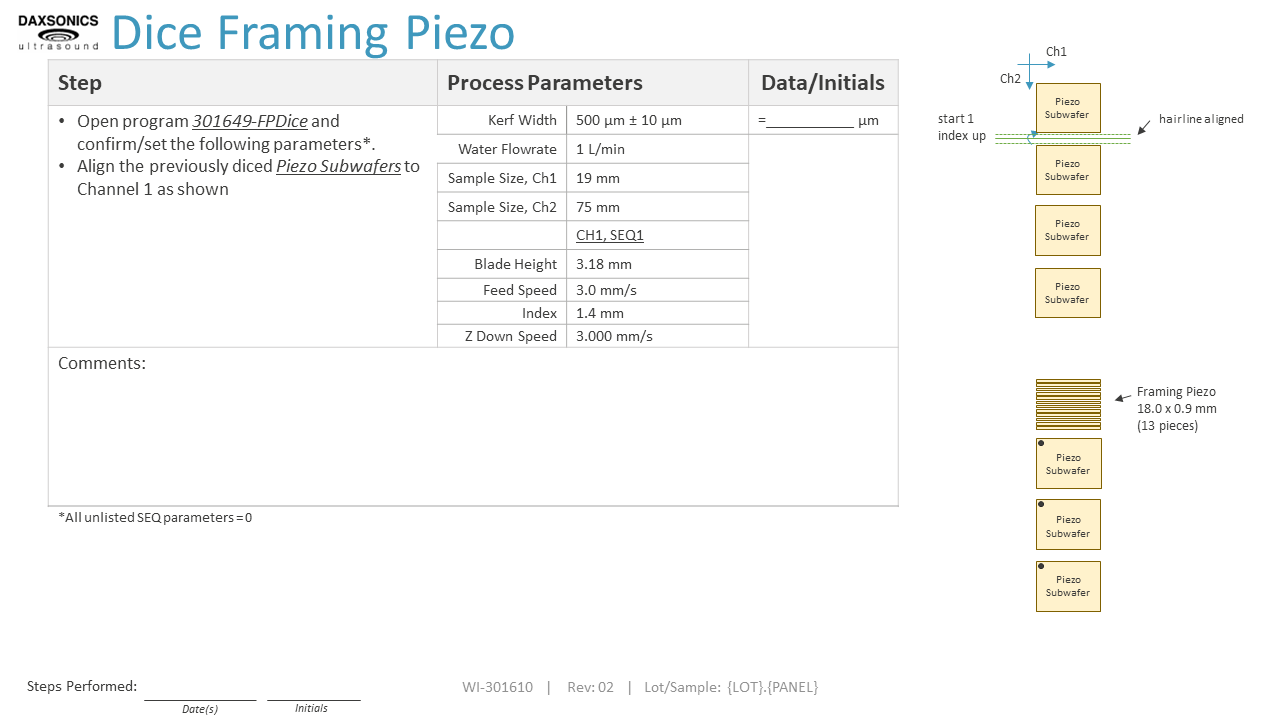 DAXSONICS
ultrasound
Dice Framing Piezo
Step
Process Parameters
Data/Initials
• Open program 301649-FPDice and
confirm/set the following parameters*.
• Align the previously diced Piezo Subwafers to
Channel 1 as shown
Kerf Width 500 µm ± 10 µm =___________ µm
Water Flowrate 1 L/min
Sample Size, Ch1 19 mm
Sample Size, Ch2 75 mm
CH1, SEQ1
Blade Height 3.18 mm
Feed Speed 3.0 mm/s
Index 1.4 mm
Z Down Speed 3.000 mm/s
Comments:
*All unlisted SEQ parameters = 0
Ch1
Ch2
Piezo
Subwafer
start 1
index up
hairline aligned
Piezo
Subwafer
Piezo
Subwafer
Piezo
Subwafer
Framing Piezo
18.0 x 0.9 mm
(13 pieces)
Piezo
Subwafer
Piezo
Subwafer
Piezo
Subwafer
Steps Performed:
Date(s)
Initials
WI-301610 | Rev: 02 | Lot/Sample: {LOT}.{PANEL}